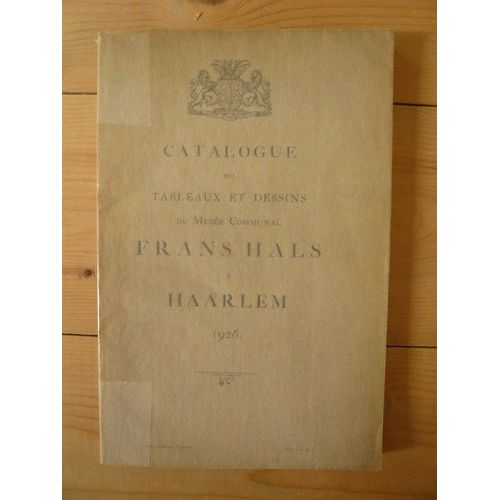 CATALOGUE
DES
TABLEAUX ET DESSINS
DU MUSÉE COMMUNAL
FRANS HALS
À
HAARLEM
1926.